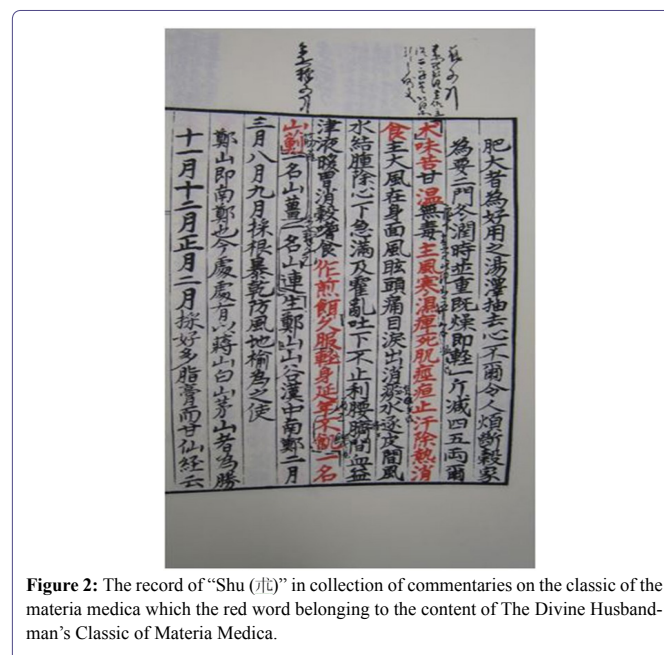 肥大者為好用之湯澤抽去心不爾令人煩斷穀家
為要二門冬潤時並重既燥即輕一斤減四五兩爾
术味苦甘温無毒主風寒濕痺死肌痙疸止汗除熱消
食主大風在身面風眩頭痛目淚出消痰水逐皮間風
水結腫除心下急滿及霍亂吐下不止利腰臍間血益
津液暖胃消穀嗜食作煎餌久服輕身延年不飢一名
山薊一名山薑一名山連生鄭山山谷漢中南鄭二月
三月八月九月採根暴乾防風地榆為之使
鄭山即南鄭也今處處有以蔣山白山茅山者為勝
十一月十二月正月二月採好多脂膏而甘仙経云
Figure 2: The record of “Shu (朮)” in collection of commentaries on the classic of the
materia medica which the red word belonging to the content of The Divine Husband-
man’s Classic of Materia Medica.